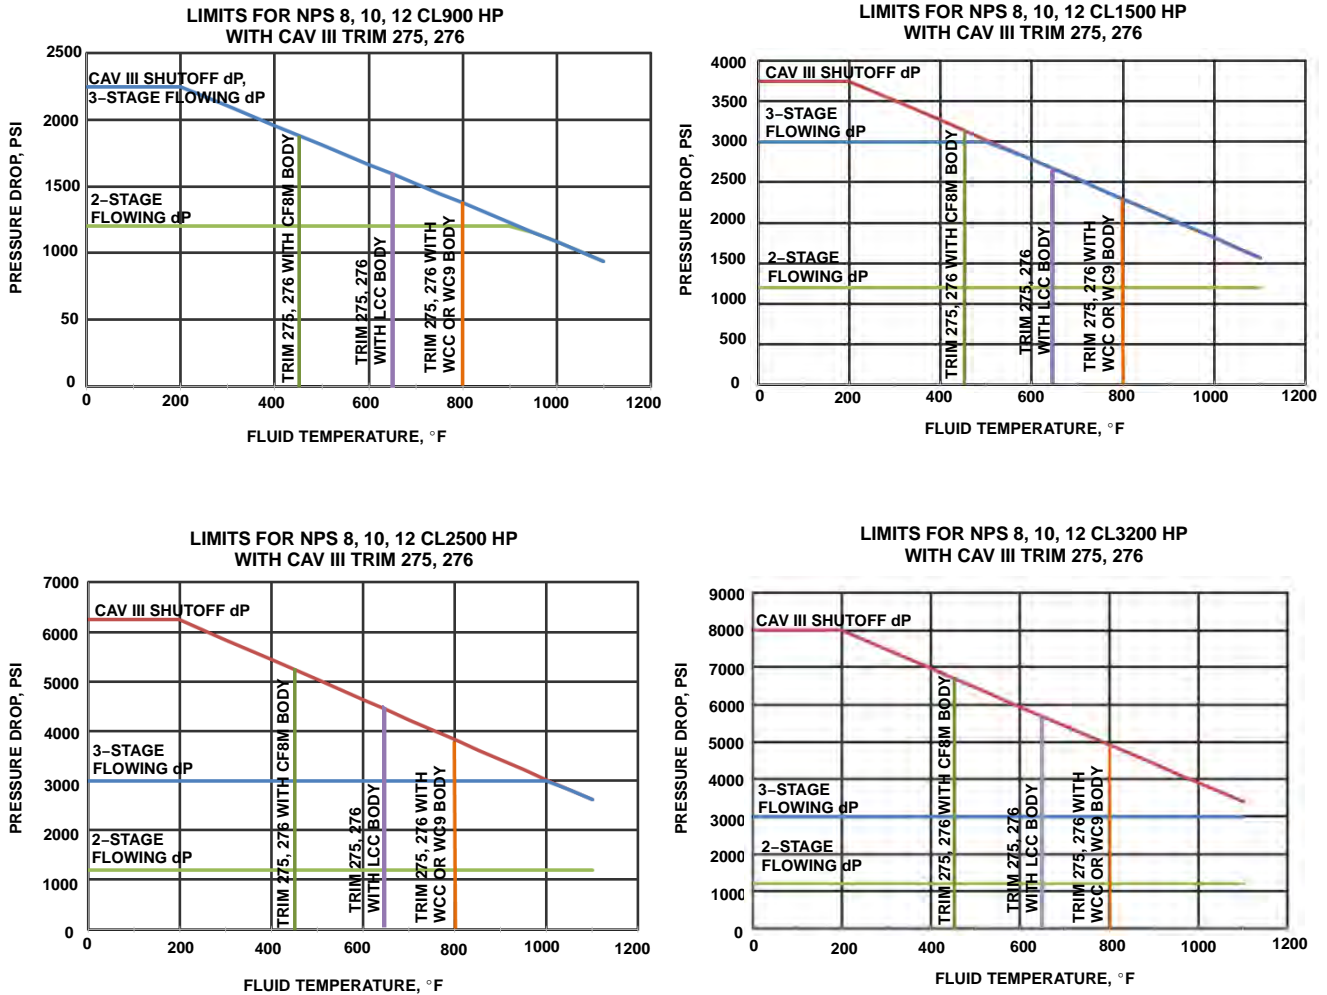 LIMITS FOR NPS 8, 10, 12 CL900 HP
WITH CAV III TRIM 275, 276
PRESSURE DROP, PSI
2500
2000
1500
1000
50
0
CAV III SHUTOFF dP,
3–STAGE FLOWING dP
2–STAGE
FLOWING dP
TRIM 275, 276 WITH CF8M BODY
TRIM 275, 276
WITH LCC BODY
TRIM 275, 276 WITH
WCC OR WC9 BODY
0 200 400 600 800 1000 1200
FLUID TEMPERATURE, °F
LIMITS FOR NPS 8, 10, 12 CL1500 HP
WITH CAV III TRIM 275, 276
PRESSURE DROP, PSI
4000
3500
3000
2500
2000
1500
1000
500
0
CAV III SHUTOFF dP
3–STAGE
FLOWING dP
2–STAGE
FLOWING dP
TRIM 275, 276 WITH CF8M BODY
TRIM 275, 276
WITH LCC BODY
TRIM 275, 276 WITH
WCC OR WC9 BODY
0 200 400 600 800 1000 1200
FLUID TEMPERATURE, °F
LIMITS FOR NPS 8, 10, 12 CL2500 HP
WITH CAV III TRIM 275, 276
PRESSURE DROP, PSI
7000
6000
5000
4000
3000
2000
1000
0
CAV III SHUTOFF dP
3–STAGE
FLOWING dP
2–STAGE
FLOWING dP
TRIM 275, 276 WITH CF8M BODY
TRIM 275, 276
WITH LCC BODY
TRIM 275, 276 WITH
WCC OR WC9 BODY
0 200 400 600 800 1000 1200
FLUID TEMPERATURE, °F
LIMITS FOR NPS 8, 10, 12 CL3200 HP
WITH CAV III TRIM 275, 276
PRESSURE DROP, PSI
9000
8000
7000
6000
5000
4000
3000
2000
1000
0
CAV III SHUTOFF dP
3–STAGE
FLOWING dP
2–STAGE
FLOWING dP
TRIM 275, 276 WITH CF8M BODY
TRIM 275, 276
WITH LCC BODY
TRIM 275, 276 WITH
WCC OR WC9 BODY
0 200 400 600 800 1000 1200
FLUID TEMPERATURE, °F